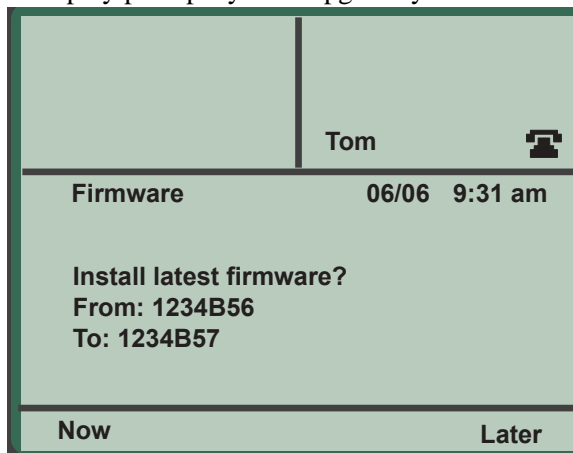 Tom
Firmware 06/06 9:31 am
Install latest firmware?
From: 1234B56
To: 1234B57
Now Later